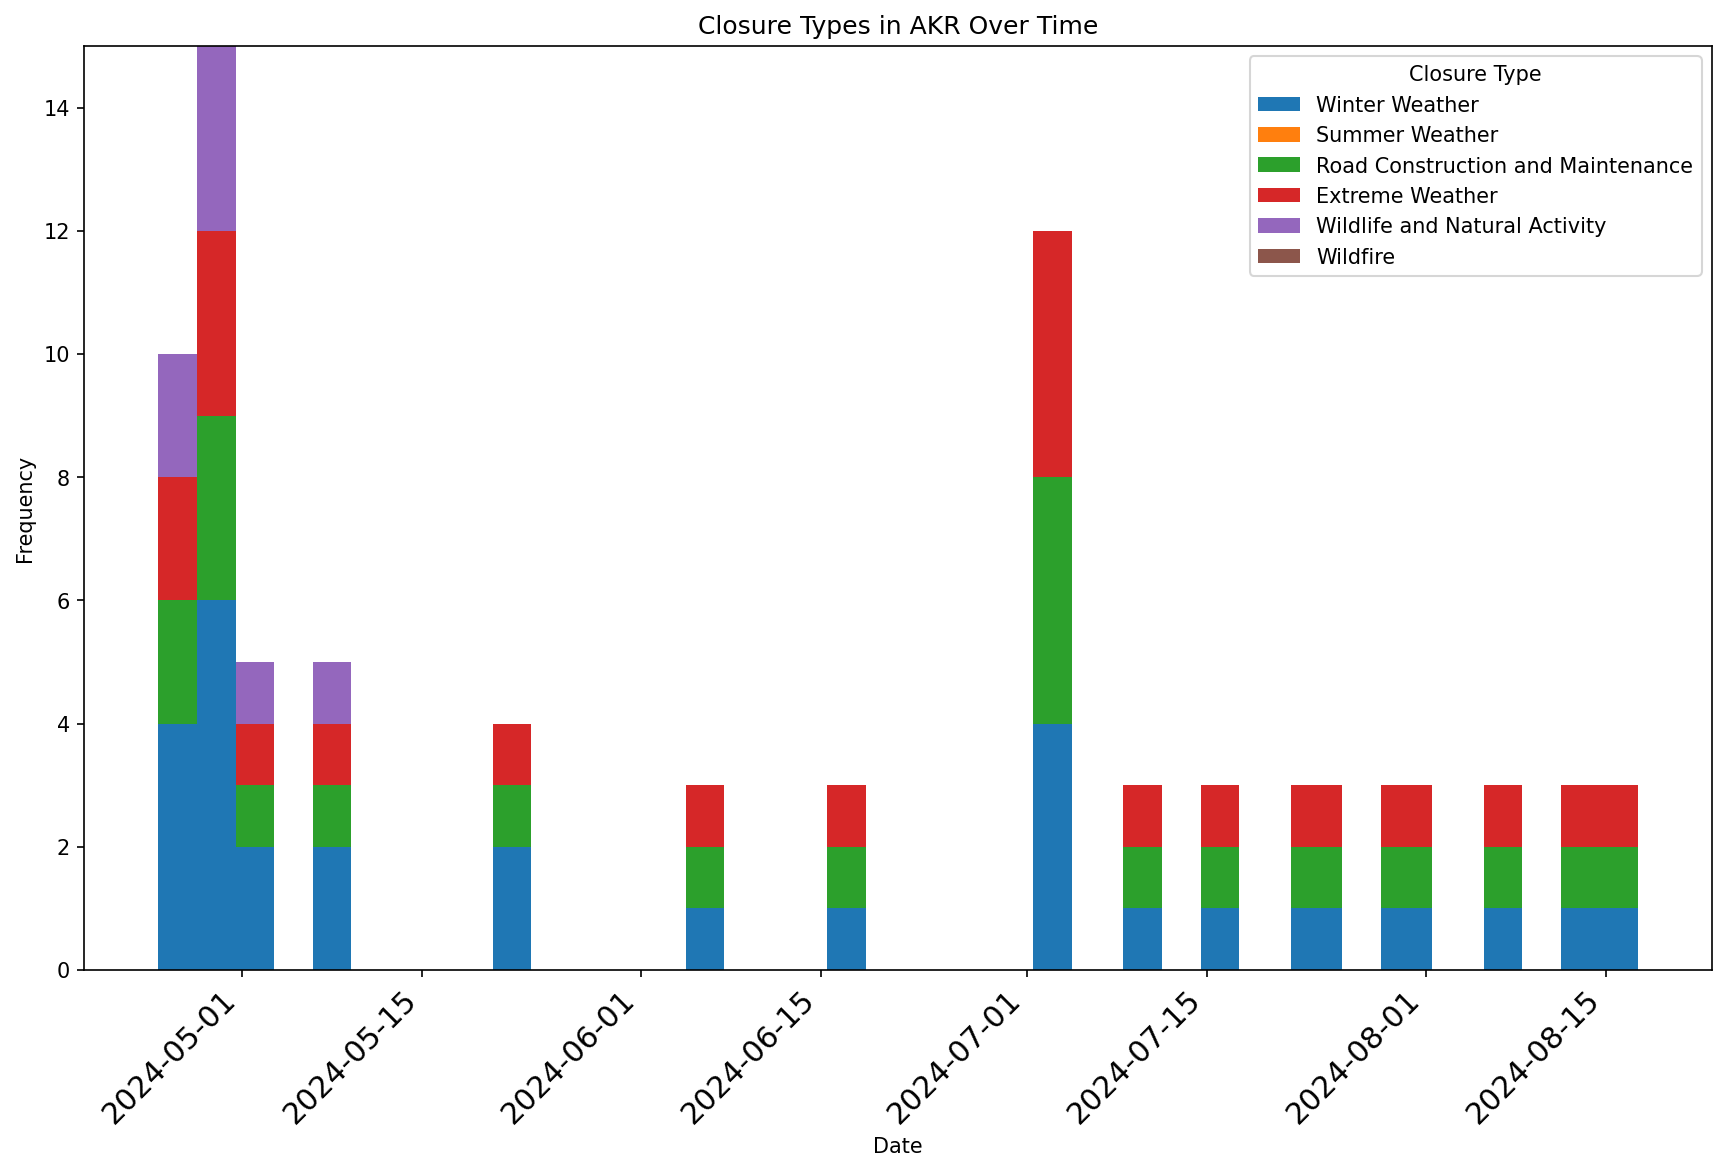 Closure Types in AKR Over Time
Closure Type
Winter Weather
Summer Weather
Road Construction and Maintenance
Extreme Weather
Wildlife and Natural Activity
Wildfire
14
12
10
8
6
4
2
0
Frequency
2024-05-01
2024-05-15
2024-06-01
2024-06-15
2024-07-01
2024-07-15
2024-08-01
2024-08-15
Date